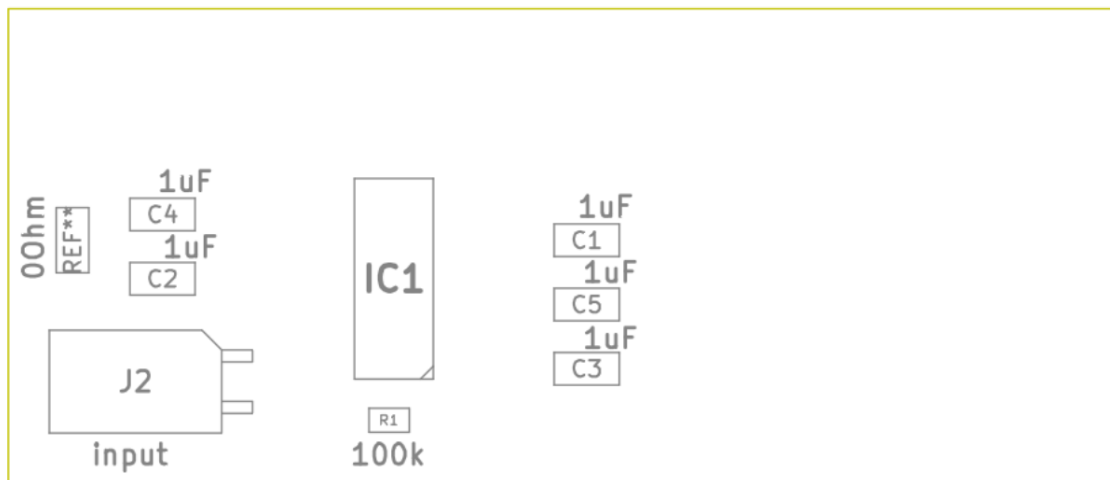 1uF
C4
0Ohm
REF**
1uF
C2
J2
input
IC1
R1
100k
1uF
C1
1uF
C5
1uF
C3